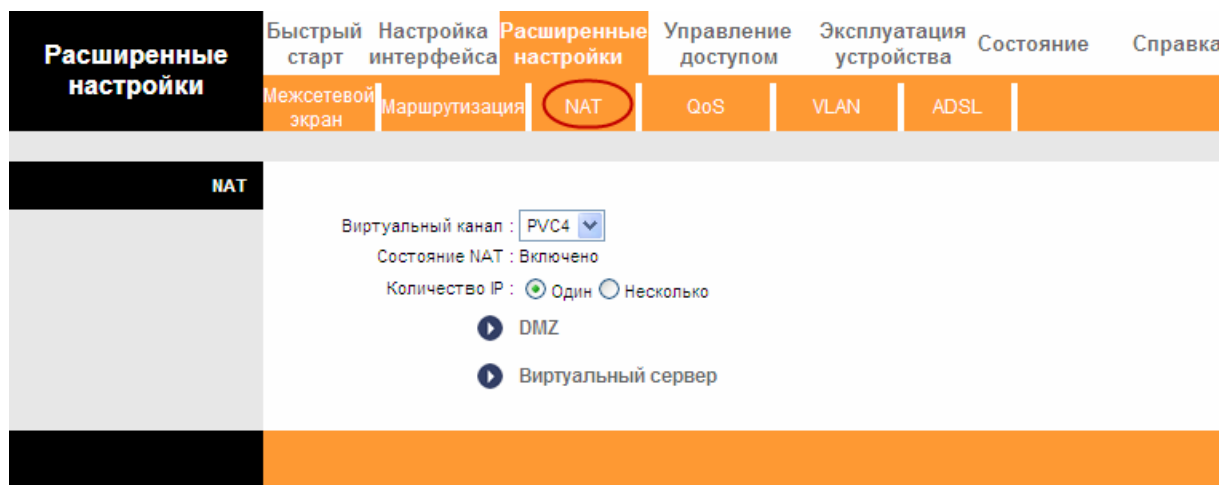 Расширенные
настройки
Быстрый
старт
Настройка
интерфейса
Расширенные
настройки
Управление
доступом
Эксплуатация
устройства
Состояние
Справка
Межсетевой
экран
Маршрутизация
NAT
QoS
VLAN
ADSL
NAT
Виртуальный канал : PVC4
Состояние NAT : Включено
Количество IP : Один Несколько
DMZ
Виртуальный сервер